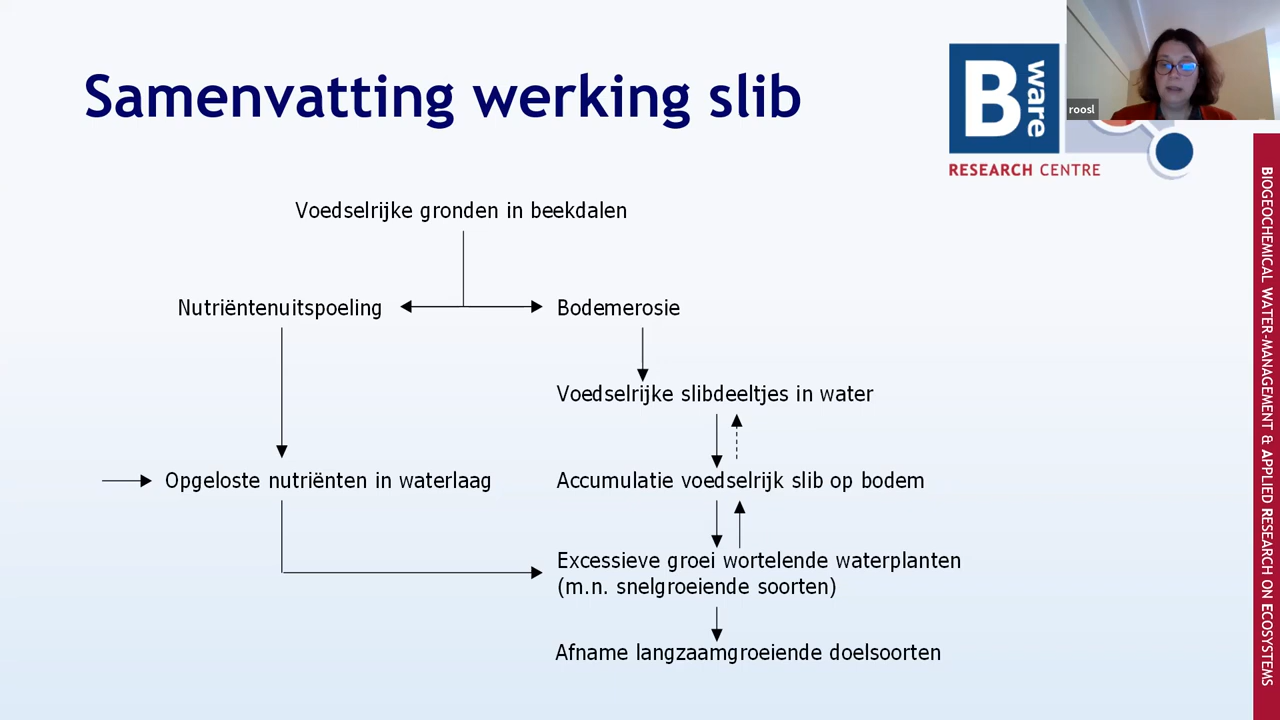 Samenvatting werking slib
B ware
RESEARCH CENTRE
roosl
Voedselrijke gronden in beekdalen
Nutriëntenuitspoeling
Bodemerosie
Voedselrijke slibdeeltjes in water
Opgeloste nutriënten in waterlaag
Accumulatie voedselrijk slib op bodem
Excessieve groei wortelende waterplanten
(m.n. snelgroeiende soorten)
Afname langzaamgroeiende doelsoorten
BIOGEOCHEMICAL WATER-MANAGEMENT & APPLIED RESEARCH ON ECOSYSTEMS